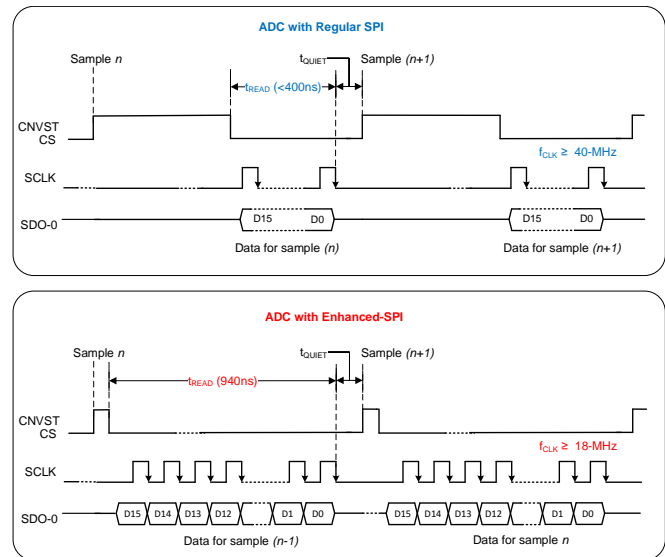 ADC with Regular SPI
Sample n
tQUIET
Sample (n+1)
tREAD (<400ns)
CNVST
CS
fCLK ≥ 40-MHz
SCLK
SDO-0
D15 D0 D15 D0
Data for sample (n) Data for sample (n+1)
ADC with Enhanced-SPI
Sample n
tQUIET
Sample (n+1)
tREAD (940ns)
CNVST
CS
fCLK ≥ 18-MHz
SCLK
SDO-0 D15 D14 D13 D12 D1 D0 D15 D14 D13 D12 D1 D0
Data for sample (n-1) Data for sample n